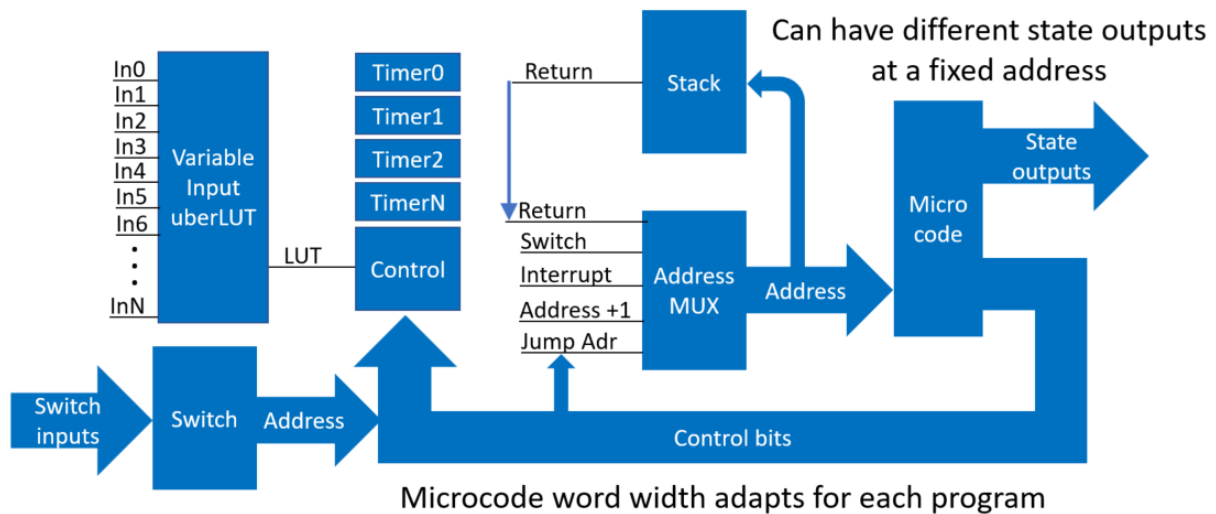 Can have different state outputs
at a fixed address
In0
In1
In2
In3
In4
In5
In6
InN
Variable
Input
uberLUT
LUT
Timer0
Timer1
Timer2
TimerN
Control
Return
Stack
Return
Switch
Interrupt
Address +1
Jump Adr
Address
MUX
Address
Micro
code
State
outputs
Switch
inputs
Switch
Address
Control bits
Microcode word width adapts for each program